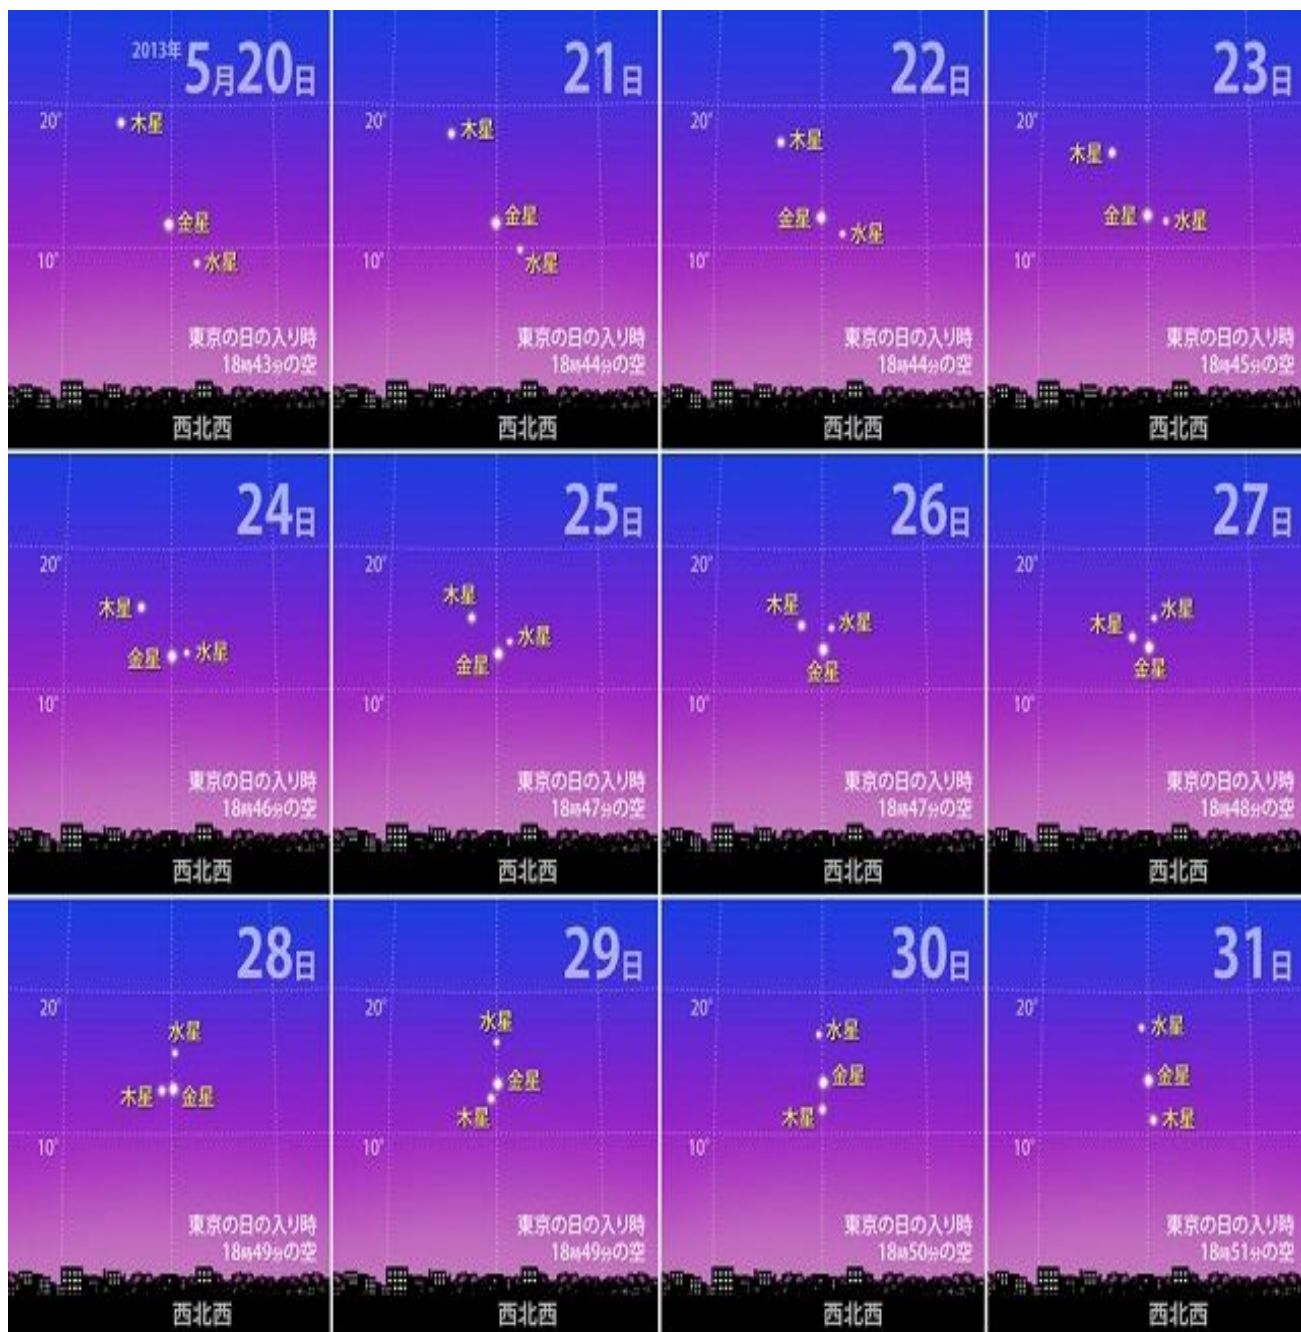 2013年 5月20日
20°
木星
金星
10°
水星
東京の日の入り時
18時43分の空
西北西
21日
20°
木星
金星
10°
水星
東京の日の入り時
18時44分の空
西北西
22日
20°
木星
金星
水星
10°
東京の日の入り時
18時44分の空
西北西
23日
20°
木星
金星 水星
10°
東京の日の入り時
18時45分の空
西北西
24日
20°
木星
金星 水星
10°
東京の日の入り時
18時46分の空
西北西
25日
20°
木星
水星
金星
10°
東京の日の入り時
18時47分の空
西北西
26日
20°
木星
水星
金星
10°
東京の日の入り時
18時47分の空
西北西
27日
20°
水星
木星
金星
10°
東京の日の入り時
18時48分の空
西北西
28日
20°
水星
木星 金星
10°
東京の日の入り時
18時49分の空
西北西
29日
20°
水星
金星
木星
10°
東京の日の入り時
18時49分の空
西北西
30日
20°
水星
金星
木星
10°
東京の日の入り時
18時50分の空
西北西
31日
20°
水星
金星
木星
10°
東京の日の入り時
18時51分の空
西北西